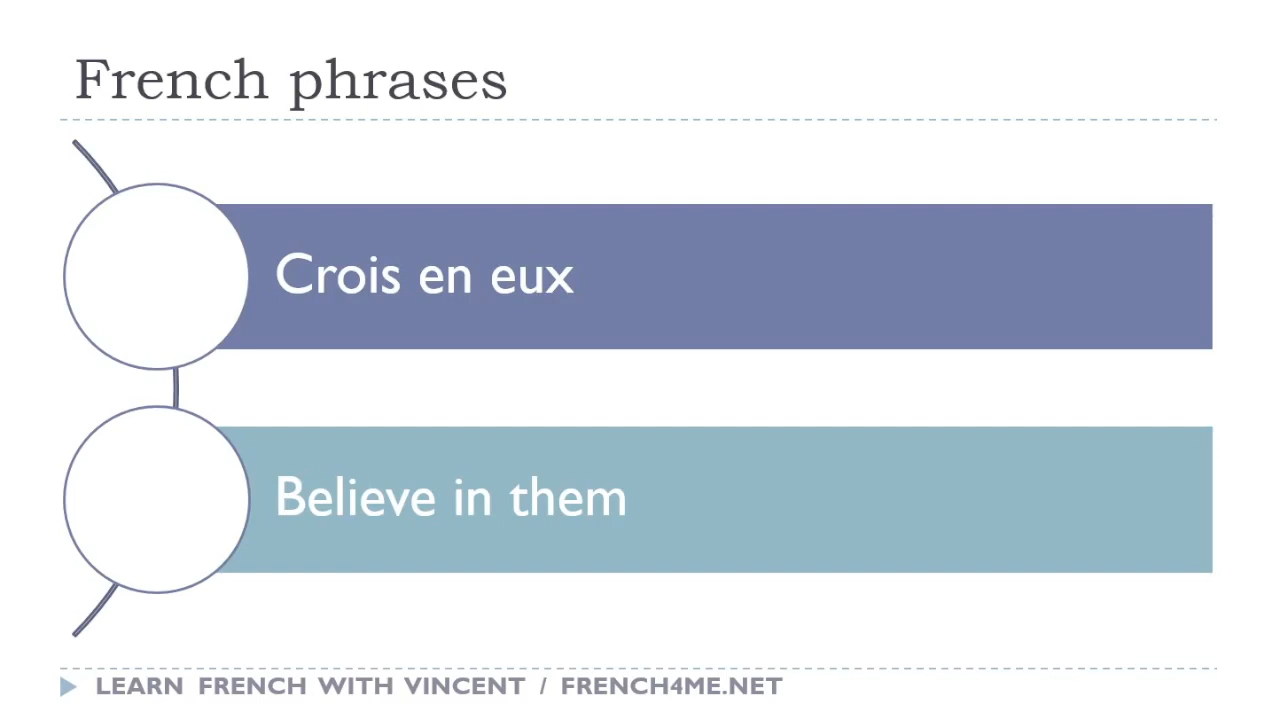 French phrases
Crois en eux
Believe in them
LEARN FRENCH WITH VINCENT / FRENCH4ME.NET